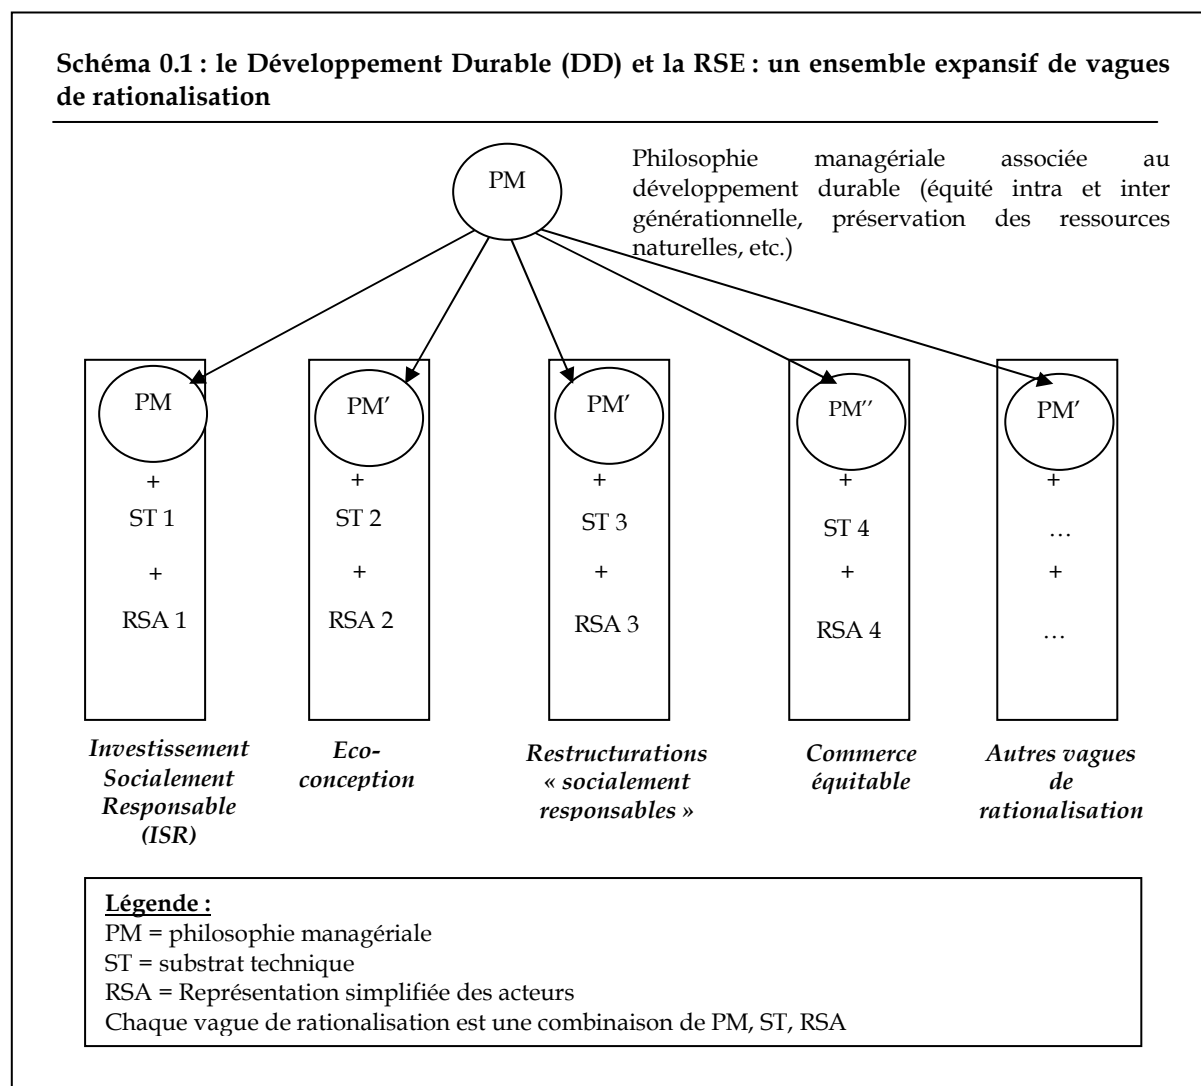 Schéma 0.1 : le Développement Durable (DD) et la RSE : un ensemble expansif de vagues
de rationalisation
PM
Philosophie managériale associée au
développement durable (équité intra et inter
générationnelle, préservation des ressources
naturelles, etc.)
PM
PM'
PM'
PM''
PM'
+
+
+
+
+
ST 1
ST 2
ST 3
ST 4
…
+
+
+
+
+
RSA 1
RSA 2
RSA 3
RSA 4
…
Investissement
Socialement
Responsable
(ISR)
Eco-
conception
Restructurations
« socialement
responsables »
Commerce
équitable
Autres vagues
de
rationalisation
Légende :
PM = philosophie managériale
ST = substrat technique
RSA = Représentation simplifiée des acteurs
Chaque vague de rationalisation est une combinaison de PM, ST, RSA